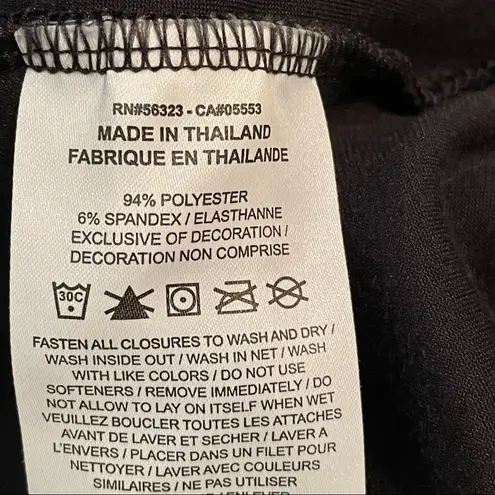 RN#56323 - CA#05553
MADE IN THAILAND
FABRIQUE EN THAILANDE
94% POLYESTER
6% SPANDEX / ELASTHANNE
EXCLUSIVE OF DECORATION /
DECORATION NON COMPRISE
30C
FASTEN ALL CLOSURES TO WASH AND DRY /
WASH INSIDE OUT / WASH IN NET / WASH
WITH LIKE COLORS / DO NOT USE
SOFTENERS / REMOVE IMMEDIATELY / DO
NOT ALLOW TO LAY ON ITSELF WHEN WET
VEUILLEZ BOUCLER TOUTES LES ATTACHES
AVANT DE LAVER ET SECHER / LAVER A
L'ENVERS / PLACER DANS UN FILET POUR
NETTOYER / LAVER AVEC COULEURS
SIMILAIRES / NE PAS UTILISER